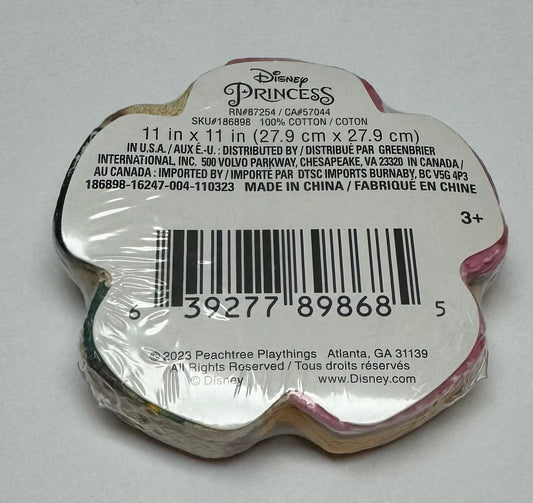 Disney
PRINCESS
RN#87254 / CA#57044
SKU#186898 100% COTTON / COTON
11 in x 11 in (27.9 cm x 27.9 cm)
IN U.S.A. / AUX É.-U. : DISTRIBUTED BY / DISTRIBUÉ PAR GREENBRIER
INTERNATIONAL, INC. 500 VOLVO PARKWAY, CHESAPEAKE, VA 23320 IN CANADA /
AU CANADA : IMPORTED BY / IMPORTÉ PAR DTSC IMPORTS BURNABY, BC V5G 4P3
186898-16247-004-110323 MADE IN CHINA / FABRIQUÉ EN CHINE
3+
6 39277 89868 5
© 2023 Peachtree Playthings Atlanta, GA 31139
All Rights Reserved / Tous droits réservés
© Disney www.Disney.com